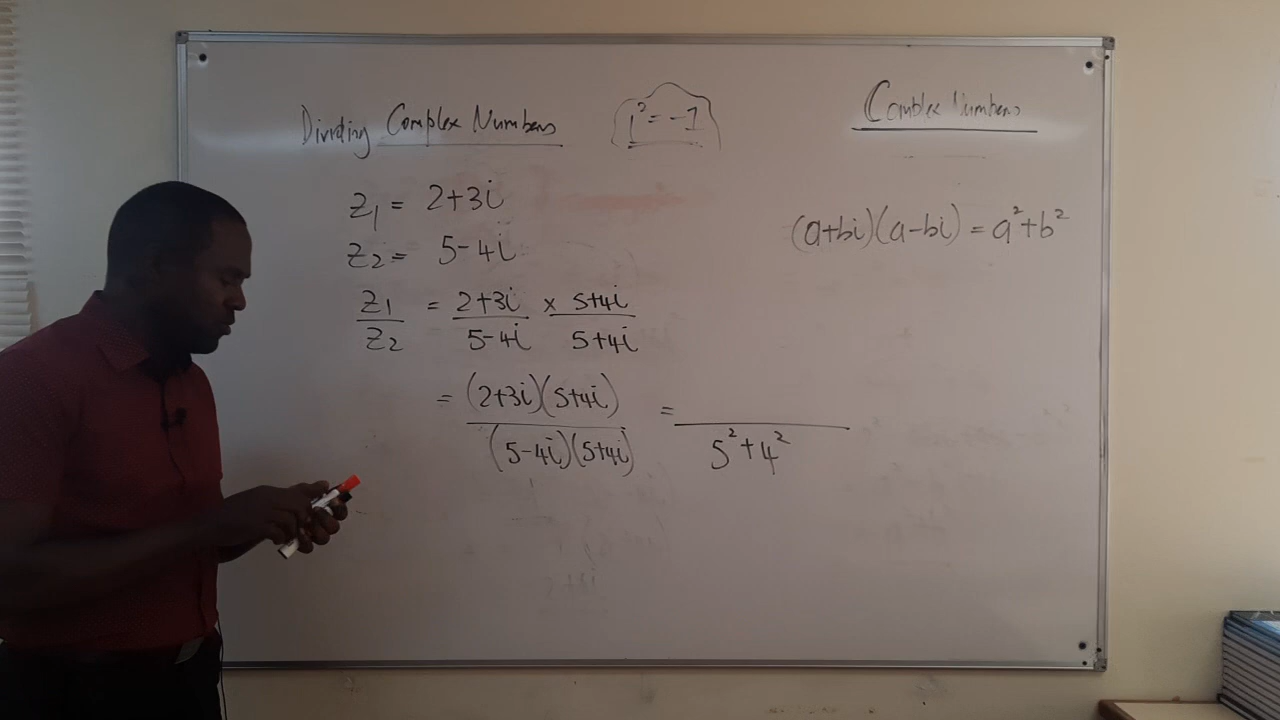 Dividing Complex Numbers
i² = -1
Complex Numbers
z₁ = 2+3i
z₂ = 5-4i
(a+bi)(a-bi) = a²+b²
z₁/z₂ = (2+3i)/(5-4i) × (5+4i)/(5+4i)
= (2+3i)(5+4i)/(5-4i)(5+4i) = /5²+4²